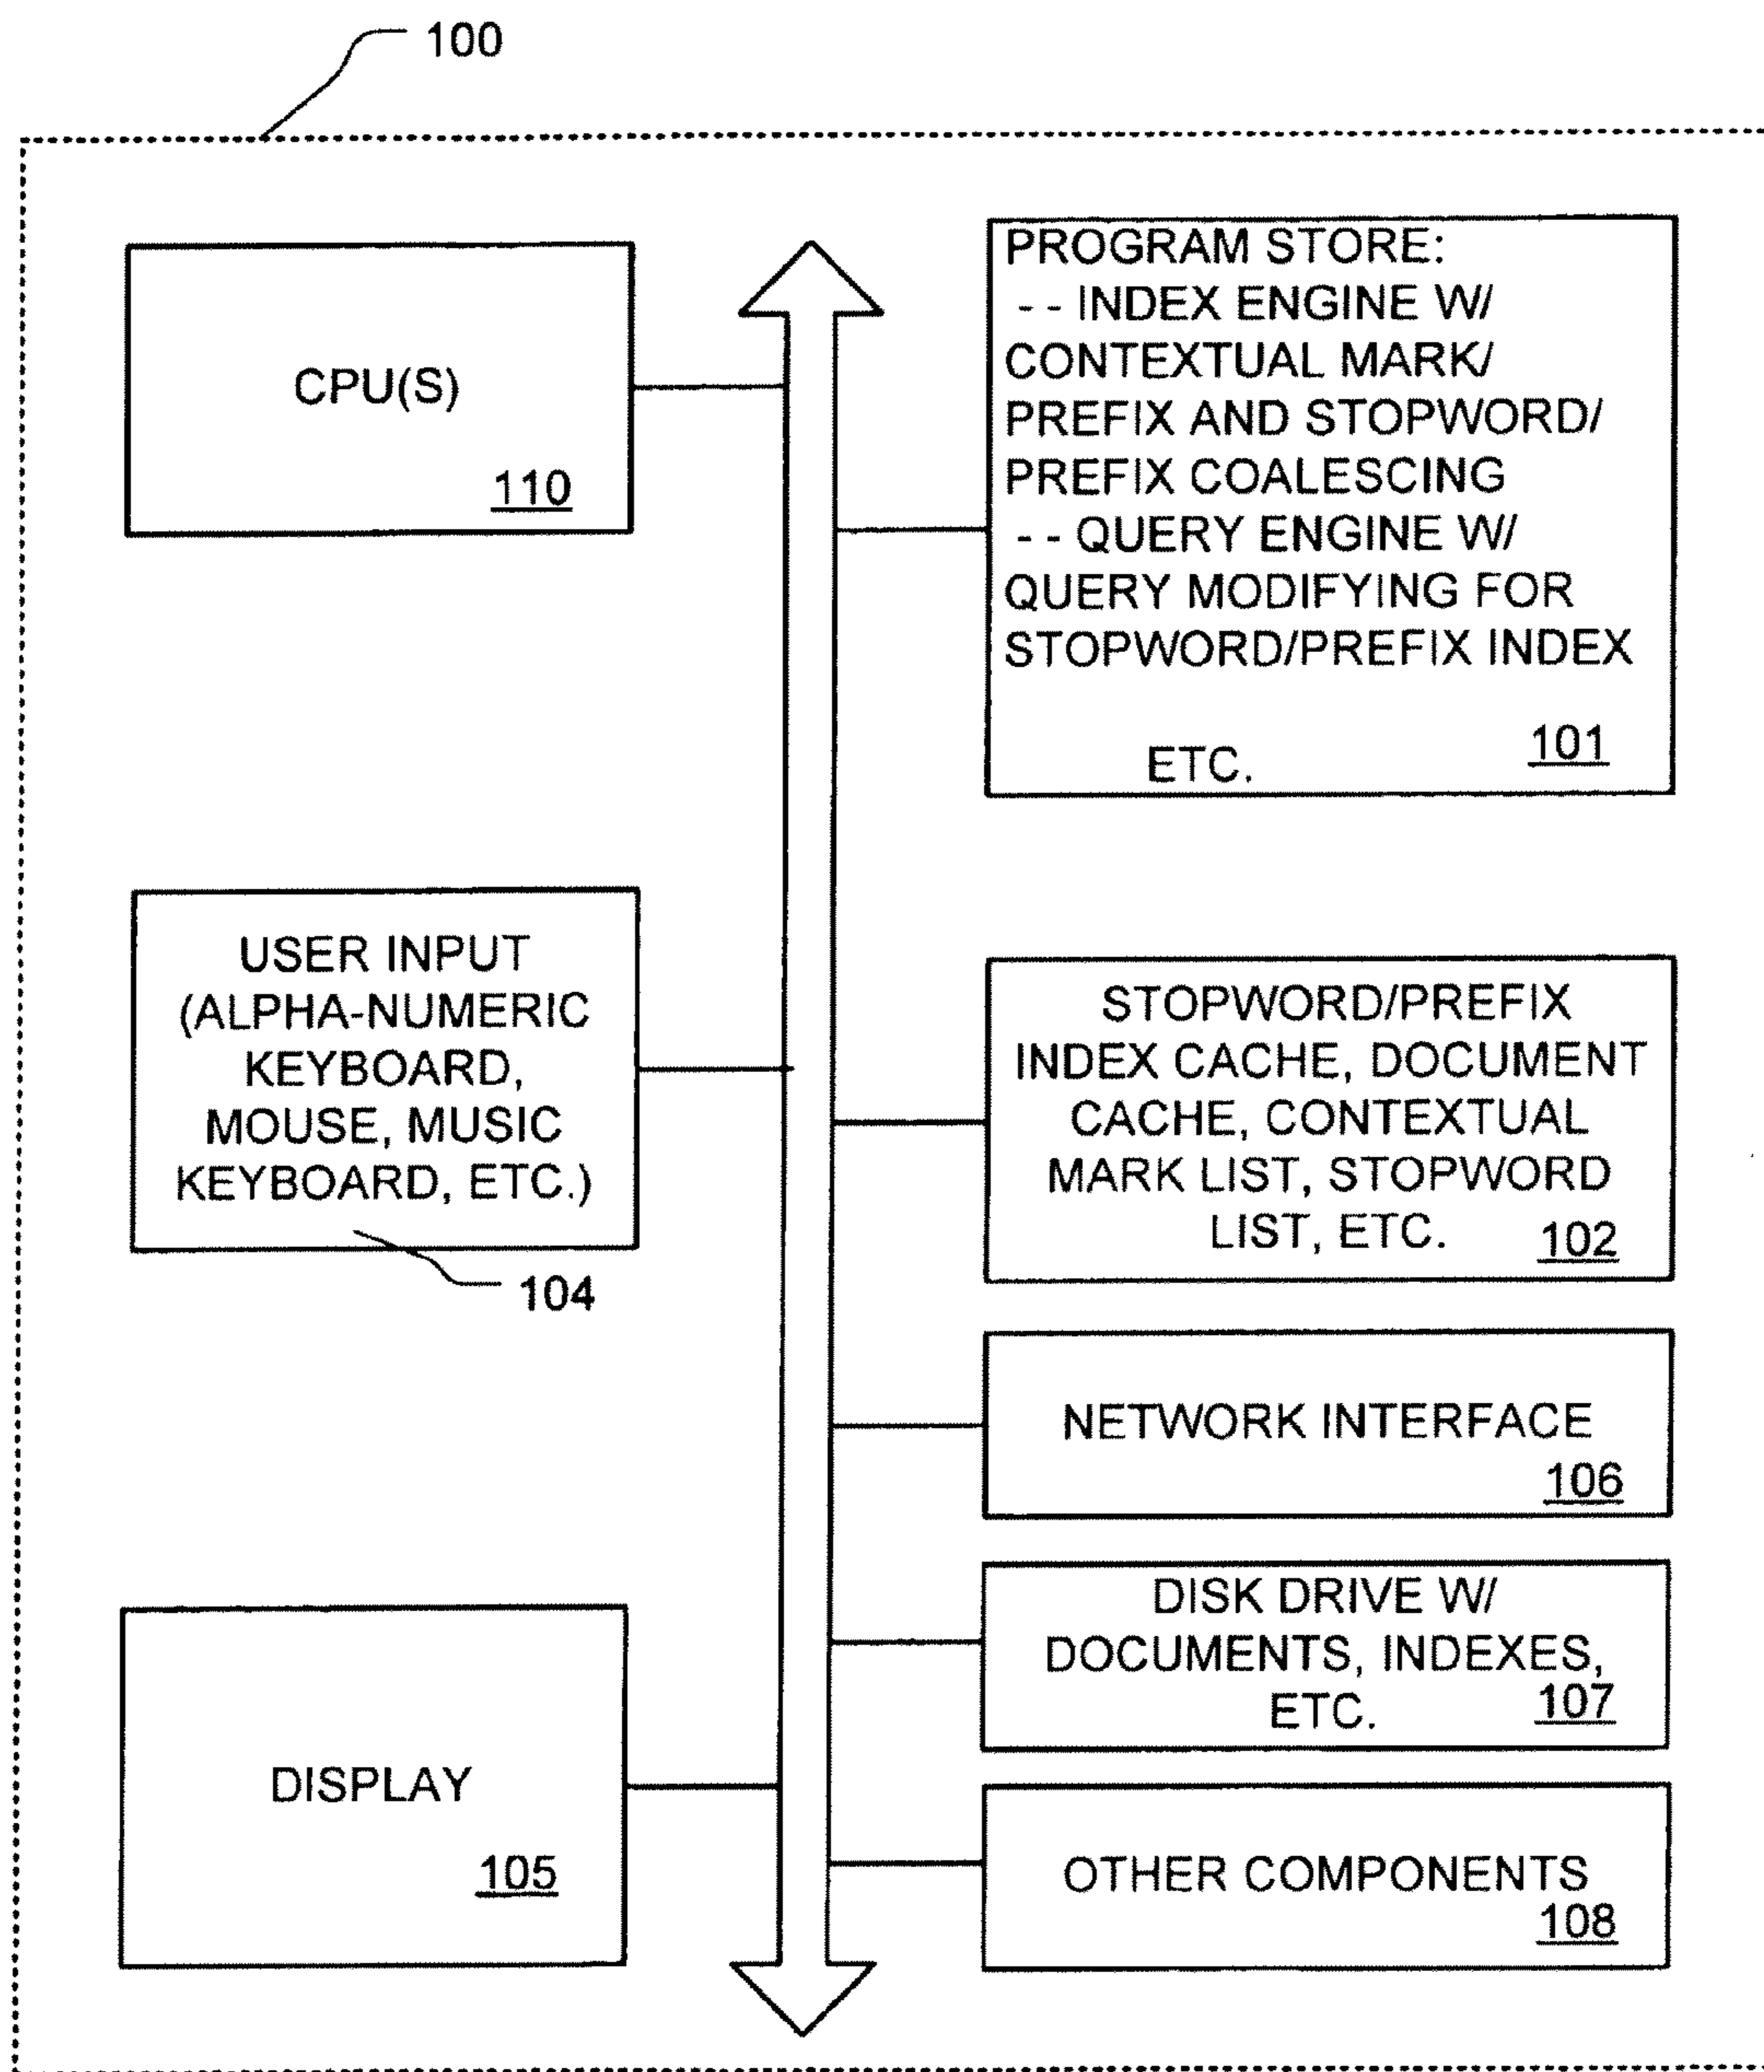 100
CPU(S)
110
PROGRAM STORE:
- - INDEX ENGINE W/
CONTEXTUAL MARK/
PREFIX AND STOPWORD/
PREFIX COALESCING
- - QUERY ENGINE W/
QUERY MODIFYING FOR
STOPWORD/PREFIX INDEX
ETC.
101
USER INPUT
(ALPHA-NUMERIC
KEYBOARD,
MOUSE, MUSIC
KEYBOARD, ETC.)
104
STOPWORD/PREFIX
INDEX CACHE, DOCUMENT
CACHE, CONTEXTUAL
MARK LIST, STOPWORD
LIST, ETC.
102
NETWORK INTERFACE
106
DISK DRIVE W/
DOCUMENTS, INDEXES,
ETC.
107
DISPLAY
105
OTHER COMPONENTS
108